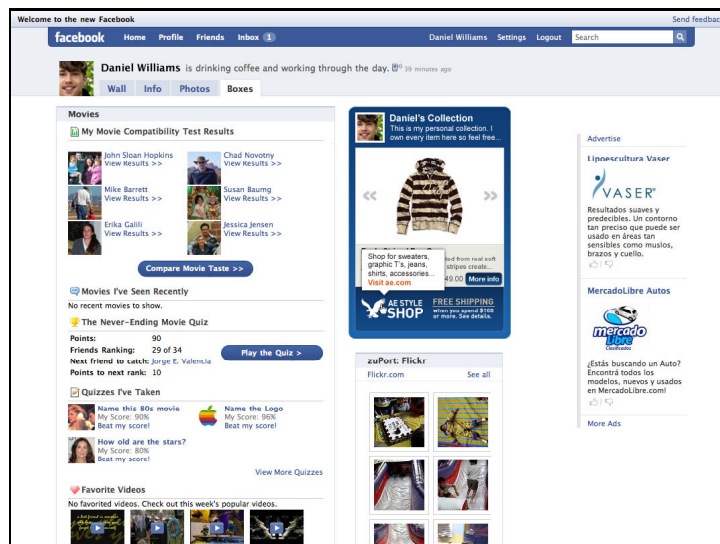 Welcome to the new Facebook
Send feedbac
facebook Home Profile Friends Inbox 1
Daniel Williams Settings Logout Search
Daniel Williams is drinking coffee and working through the day. 39 minutes ago
Wall Info Photos Boxes
Movies
My Movie Compatibility Test Results
John Sloan Hopkins
View Results >>
Chad Novotny
View Results >>
Mike Barrett
View Results >>
Susan Baumg
View Results >>
Erika Galili
View Results >>
Jessica Jensen
View Results >>
Compare Movie Taste >>
Movies I've Seen Recently
No recent movies to show.
The Never-Ending Movie Quiz
Points: 90
Friends Ranking: 29 of 34
Next friend to catch: Jorge E. Valencia
Points to next rank: 10
Play the Quiz >
Quizzes I've Taken
Name this 80s movie
My Score: 90%
Beat my score!
Name the Logo
My Score: 96%
Beat my score!
How old are the stars?
My Score: 80%
Beat my score!
View More Quizzes
Favorite Videos
No favorited videos. Check out this week's popular videos.
Daniel's Collection
This is my personal collection. I
own every item here so feel free...
Shop for sweaters,
graphic T's, jeans,
shirts, accessories...
Visit ae.com
ted from real soft
stripes create...
49.00 More info
AE STYLE
SHOP
FREE SHIPPING
when you spend $100
or more. See details.
zuPort: Flickr
Flickr.com See all
Advertise
Lipoescultura Vaser
VASER
Resultados suaves y
predecibles. Un contorno
tan preciso que puede ser
usado en áreas tan
sensibles como muslos,
brazos y cuello.
MercadoLibre Autos
mercado
Libre
Clasificados
¿Estás buscando un Auto?
Encontrá todos los
modelos, nuevos y usados
en MercadoLibre.com!
More Ads